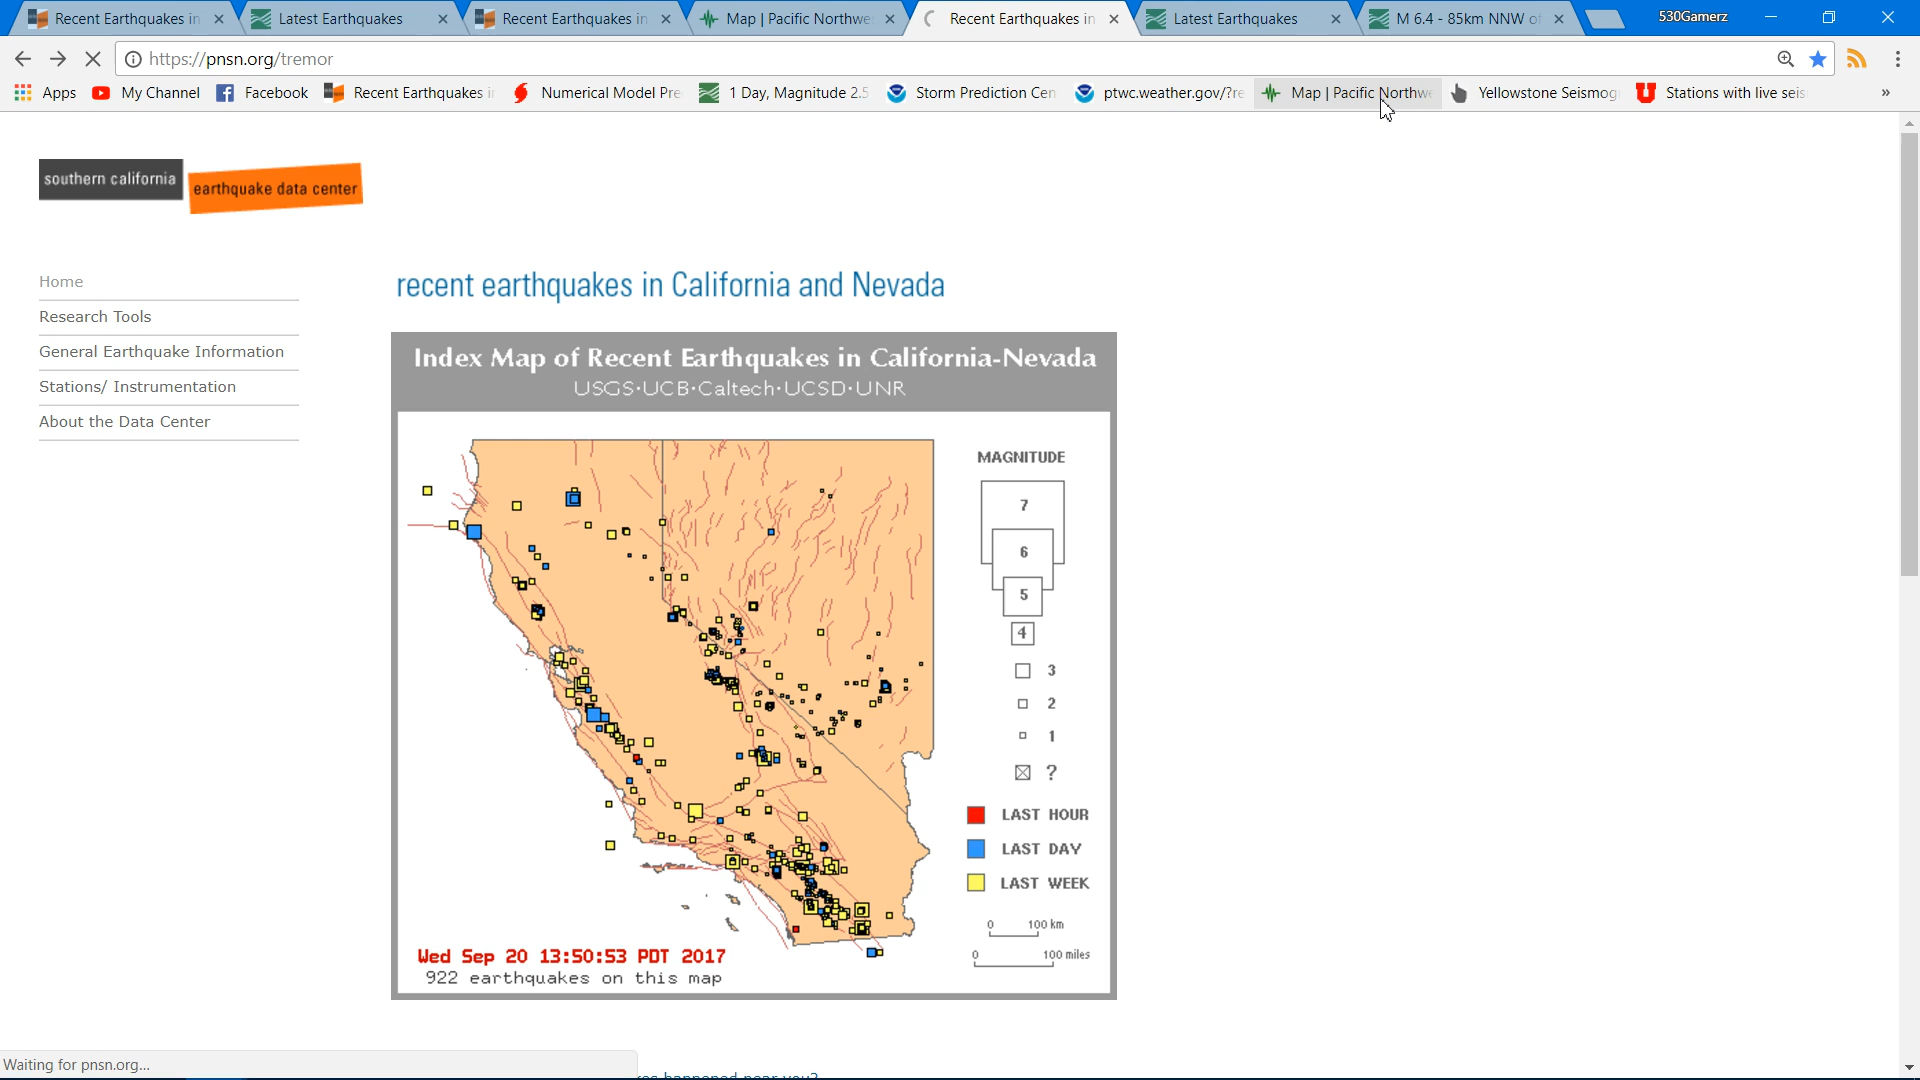 Recent Earthquakes in
Latest Earthquakes
Recent Earthquakes in
Map | Pacific Northwe
Recent Earthquakes in
Latest Earthquakes
M 6.4 - 85km NNW of
530Gamerz
https://pnsn.org/tremor
Apps
My Channel
Facebook
Recent Earthquakes in
Numerical Model Pre
1 Day, Magnitude 2.5
Storm Prediction Cen
ptwc.weather.gov/?re
Map | Pacific Northwe
Yellowstone Seismog
Stations with live seis
»
southern california
earthquake data center
Home
Research Tools
General Earthquake Information
Stations/ Instrumentation
About the Data Center
recent earthquakes in California and Nevada
Index Map of Recent Earthquakes in California-Nevada
USGS·UCB·Caltech·UCSD·UNR
MAGNITUDE
7
6
5
4
3
2
1
?
LAST HOUR
LAST DAY
LAST WEEK
0 100 km
0 100 miles
Wed Sep 20 13:50:53 PDT 2017
922 earthquakes on this map
Waiting for pnsn.org...
happened near you?